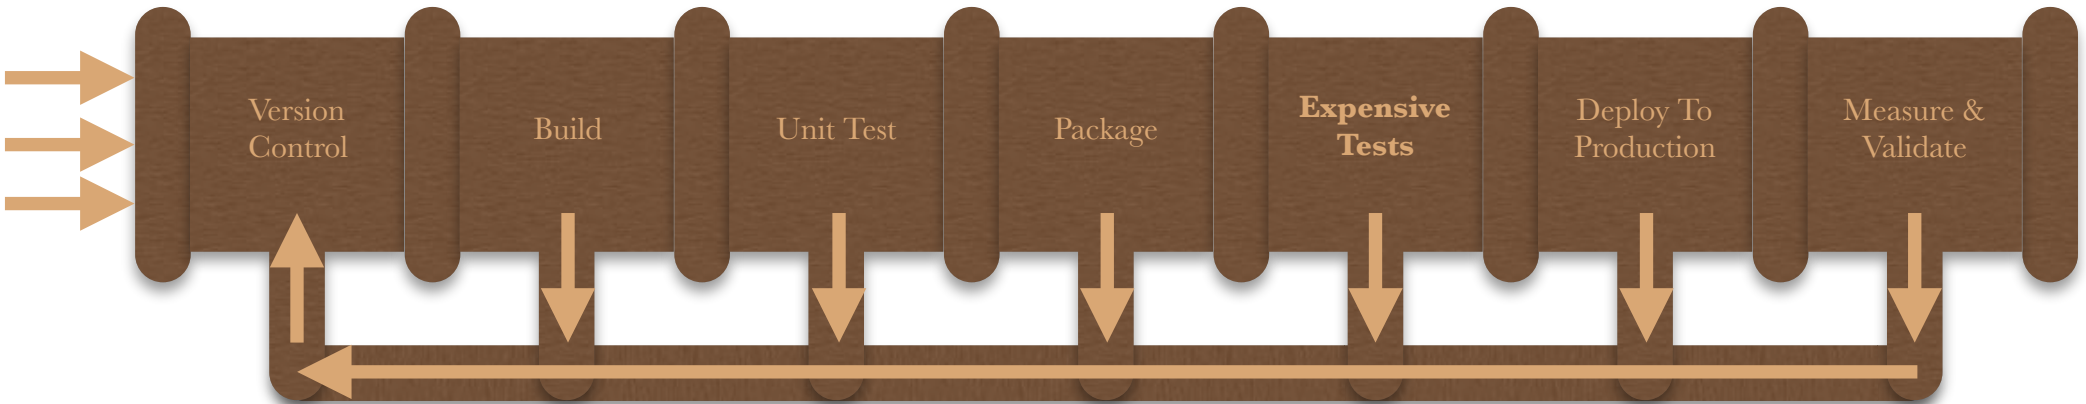 Version
Control
Build
Unit Test
Package
Expensive
Tests
Deploy To
Production
Measure &
Validate